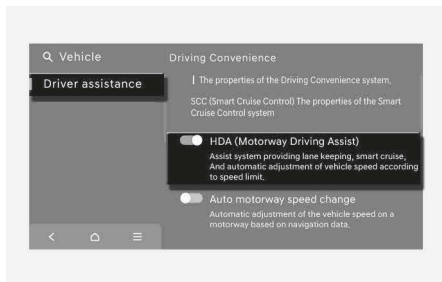 Vehicle
Driver assistance
Driving Convenience
The properties of the Driving Convenience system.
SCC (Smart Cruise Control) The properties of the Smart
Cruise Control system
HDA (Motorway Driving Assist)
Assist system providing lane keeping, smart cruise,
And automatic adjustment of vehicle speed according
to speed limit.
Auto motorway speed change
Automatic adjustment of the vehicle speed on a
motorway based on navigation data.